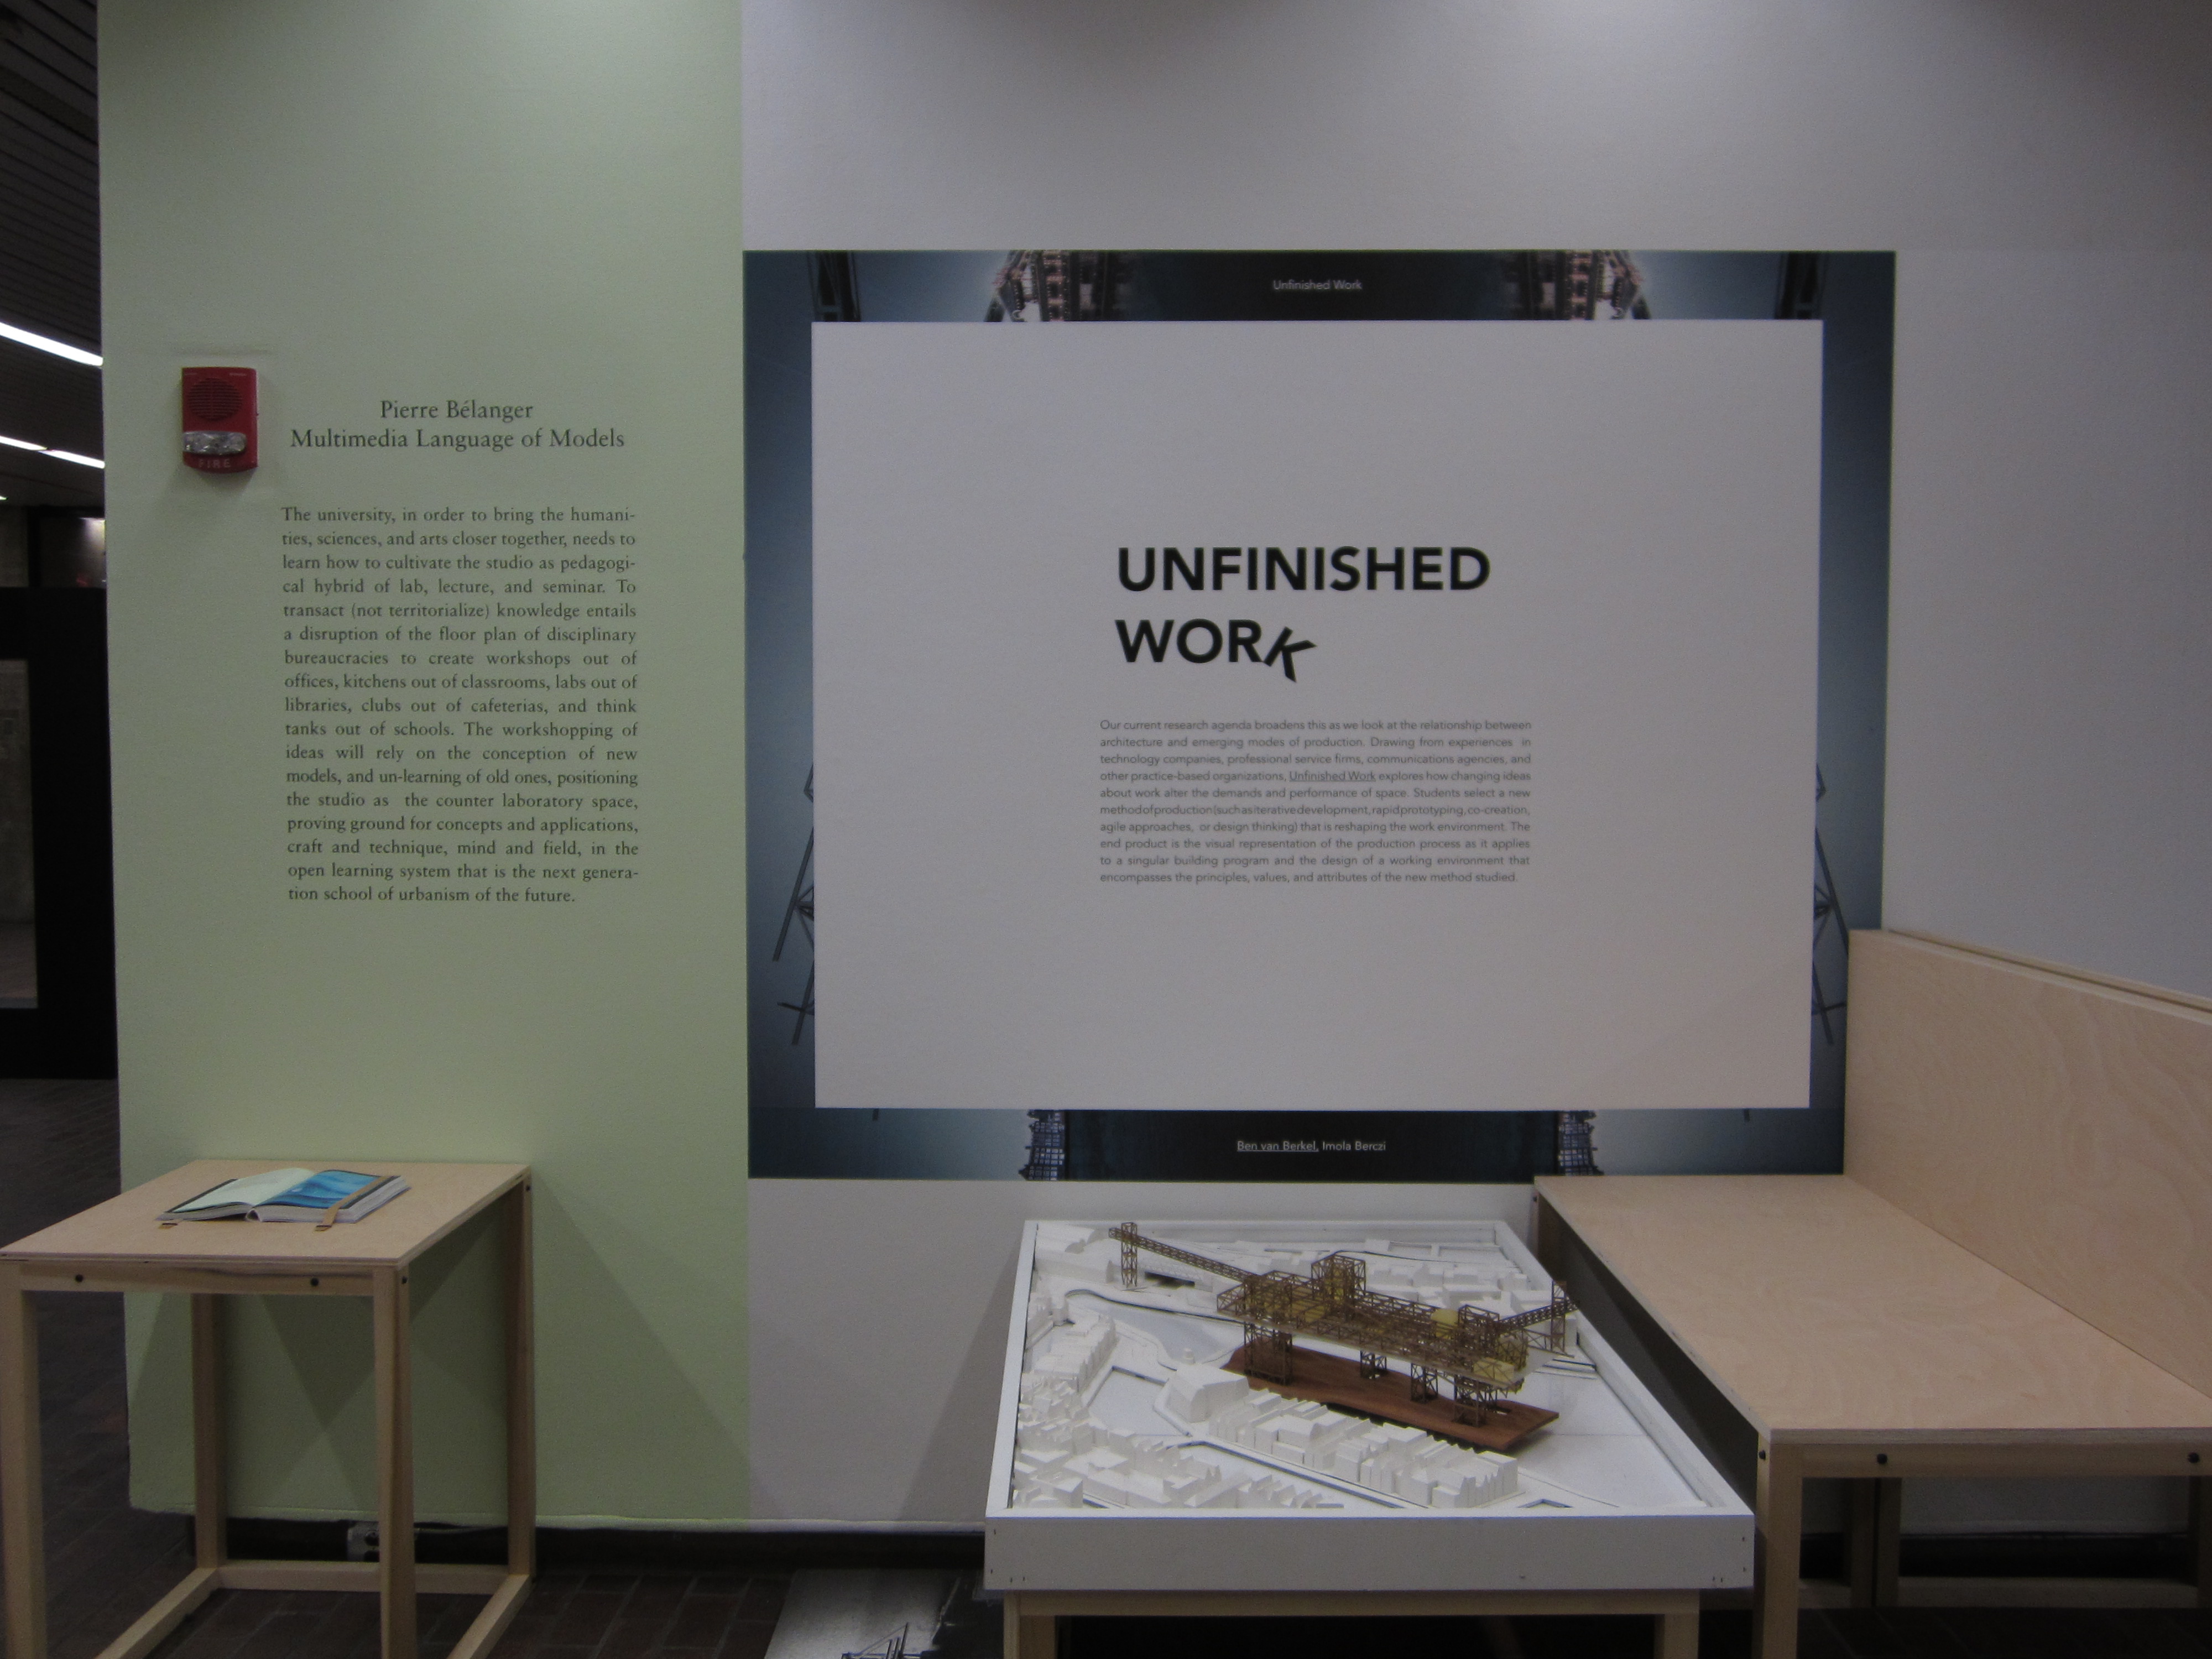 Pierre Bélanger
Multimedia Language of Models
The university, in order to bring the humani-
ties, sciences, and arts closer together, needs to
learn how to cultivate the studio as pedagogi-
cal hybrid of lab, lecture, and seminar. To
transact (not territorialize) knowledge entails
a disruption of the floor plan of disciplinary
bureaucracies to create workshops out of
offices, kitchens out of classrooms, labs out of
libraries, clubs out of cafeterias, and think
tanks out of schools. The workshopping of
ideas will rely on the conception of new
models, and un-learning of old ones, positioning
the studio as the counter laboratory space,
proving ground for concepts and applications,
craft and technique, mind and field, in the
open learning system that is the next genera-
tion school of urbanism of the future.
FIRE
Unfinished Work
UNFINISHED
WORK
Our current research agenda broadens this as we look at the relationship between
architecture and emerging modes of production. Drawing from experiences in
technology companies, professional service firms, communications agencies, and
other practice-based organizations, Unfinished Work explores how changing ideas
about work alter the demands and performance of space. Students select a new
method of production (such as iterative development, rapid prototyping, co-creation,
agile approaches, or design thinking) that is reshaping the work environment. The
end product is the visual representation of the production process as it applies
to a singular building program and the design of a working environment that
encompasses the principles, values, and attributes of the new method studied.
Ben van Berkel, Imola Berczi